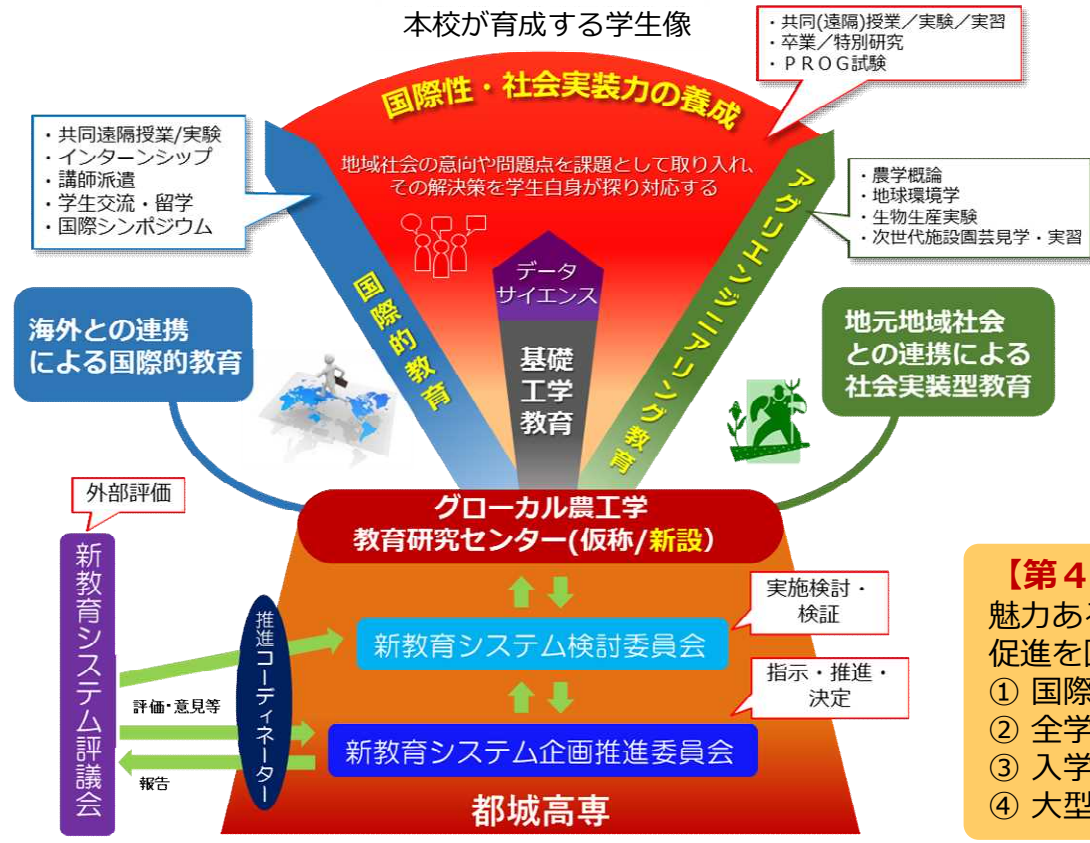 本校が育成する学生像
・共同(遠隔)授業／実験／実習
・卒業／特別研究
・ＰＲＯＧ試験
国際性・社会実装力の養成
・共同遠隔授業/実験
・インターンシップ
・講師派遣
・学生交流・留学
・国際シンポジウム
地域社会の意向や問題点を課題として取り入れ、
その解決策を学生自身が探り対応する
・農学概論
・地球環境学
・生物生産実験
・次世代施設園芸見学・実習
国際的教育
データ
サイエンス
基礎
工学
教育
アグリエンジニアリング教育
海外との連携
による国際的教育
地元地域社会
との連携による
社会実装型教育
グローカル農工学
教育研究センター(仮称/新設)
外部評価
新教育システム評議会
推進コーディネーター
新教育システム検討委員会
実施検討・
検証
評価・意見等
報告
新教育システム企画推進委員会
指示・推進・
決定
都城高専
【第４
魅力あ
促進を
① 国際
② 全学
③ 入学
④ 大型